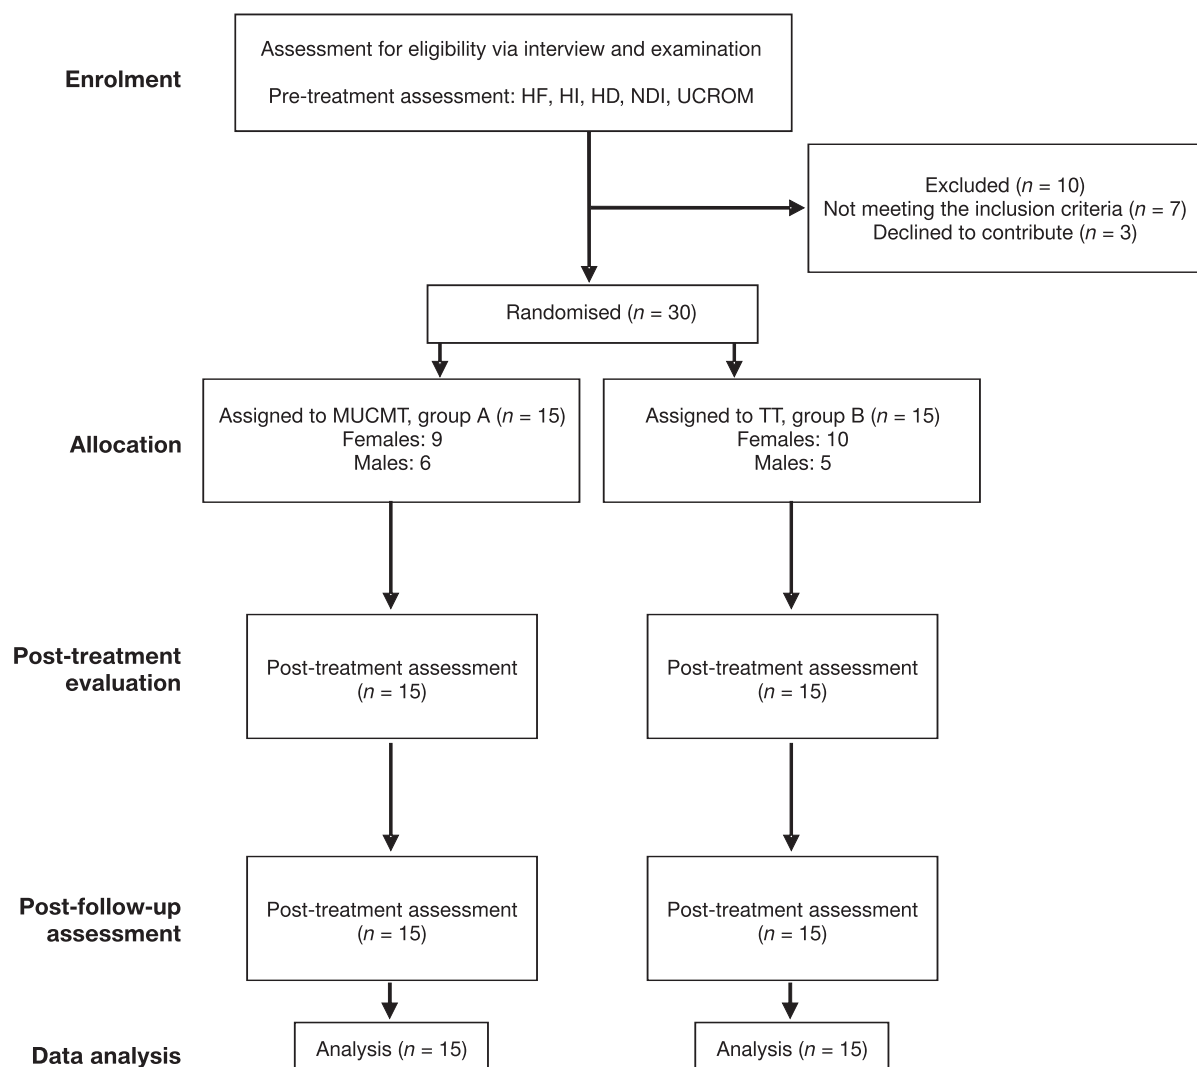 Enrolment
Assessment for eligibility via interview and examination
Pre-treatment assessment: HF, HI, HD, NDI, UCROM
Excluded (n = 10)
Not meeting the inclusion criteria (n = 7)
Declined to contribute (n = 3)
Randomised (n = 30)
Allocation
Assigned to MUCMT, group A (n = 15)
Females: 9
Males: 6
Assigned to TT, group B (n = 15)
Females: 10
Males: 5
Post-treatment
evaluation
Post-treatment assessment
(n = 15)
Post-treatment assessment
(n = 15)
Post-follow-up
assessment
Post-treatment assessment
(n = 15)
Post-treatment assessment
(n = 15)
Data analysis
Analysis (n = 15)
Analysis (n = 15)